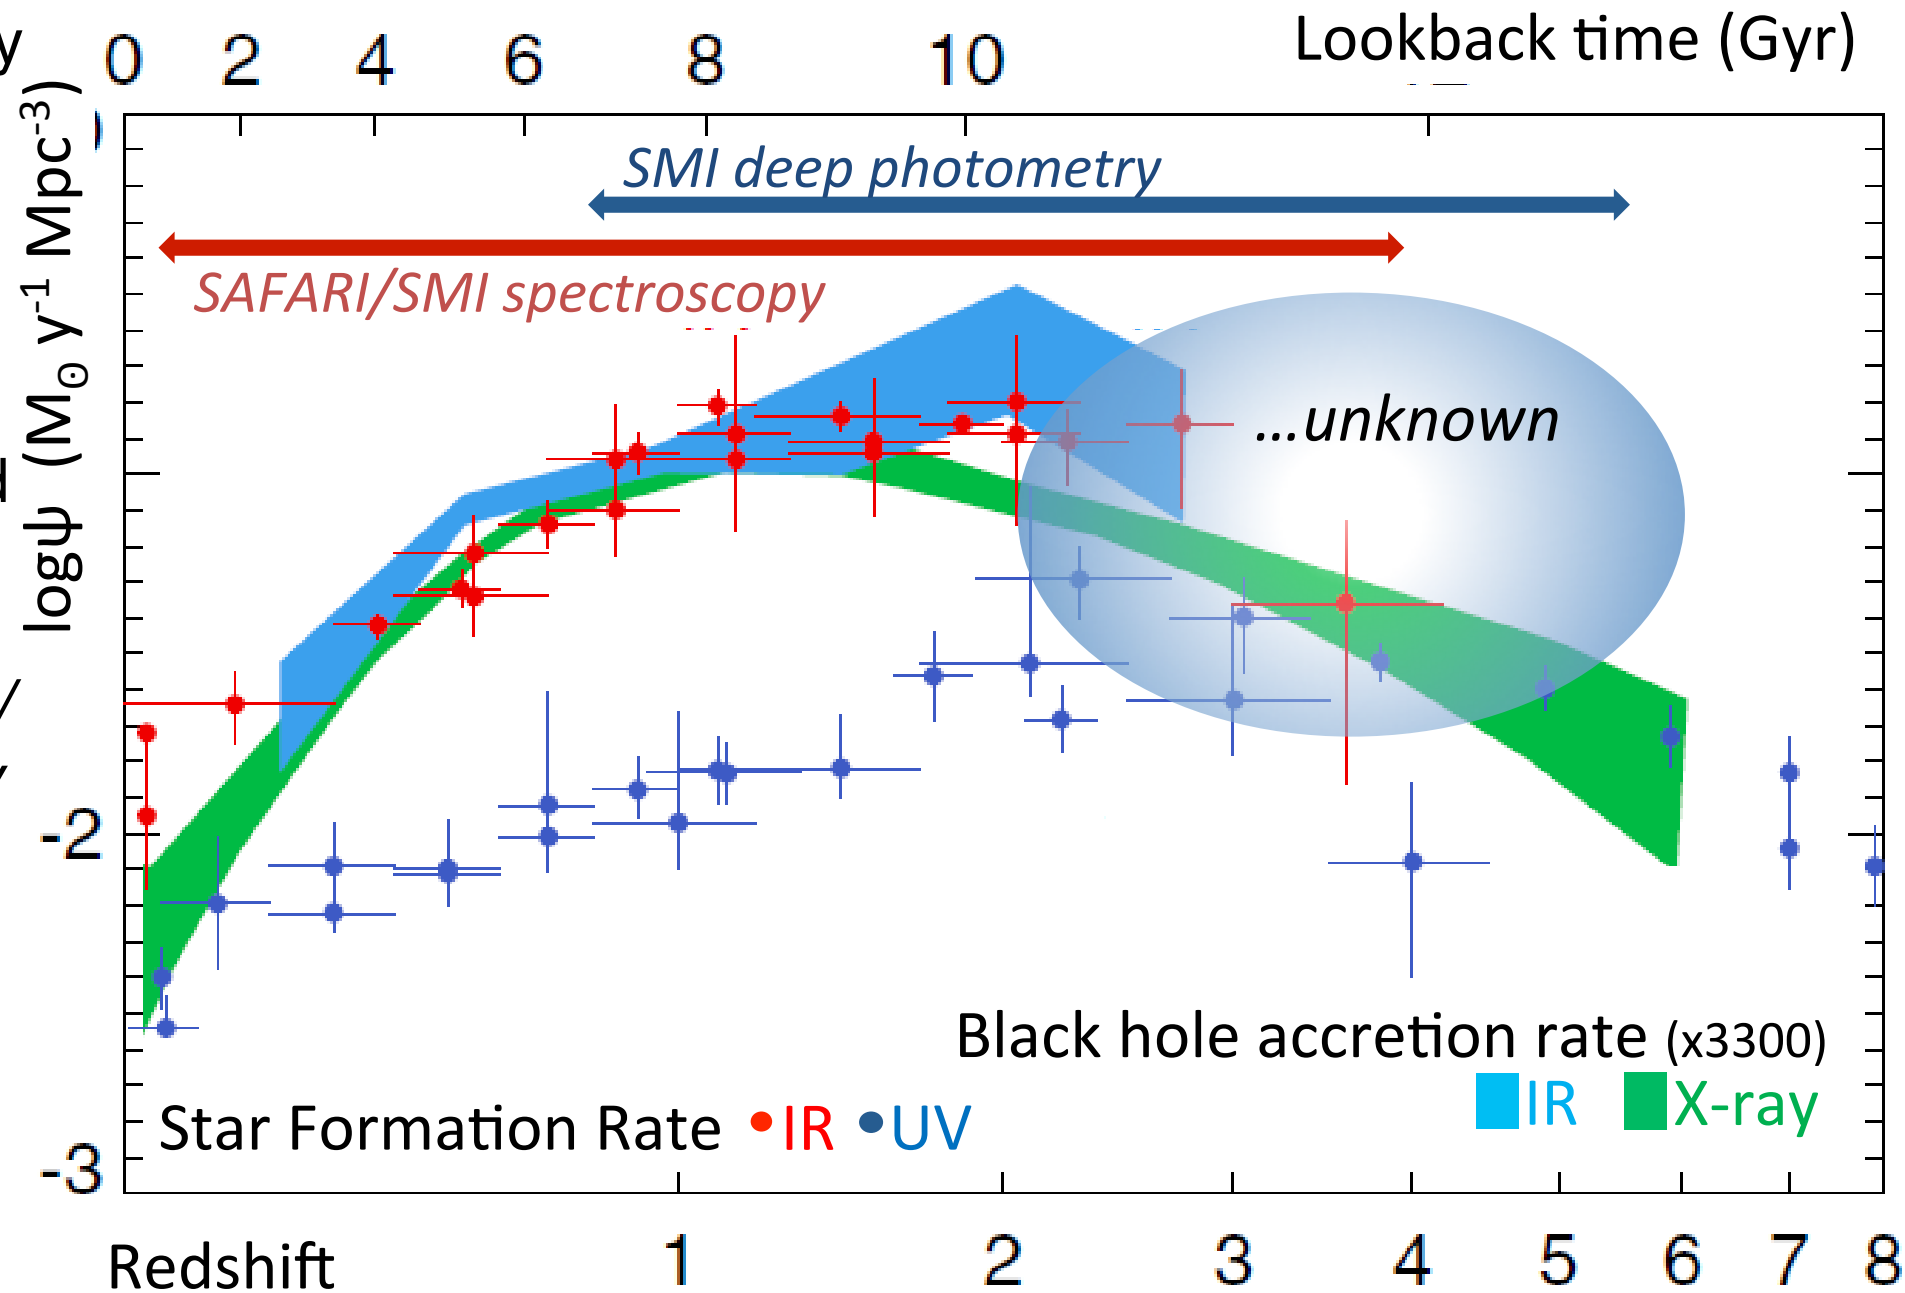 0 2 4 6 8 10 Lookback time (Gyr)
SMI deep photometry
SAFARI/SMI spectroscopy
...unknown
logψ (M⊙ y-1 Mpc-3)
-2
-3
Black hole accretion rate (x3300)
IR X-ray
Star Formation Rate IR UV
Redshift 1 2 3 4 5 6 7 8